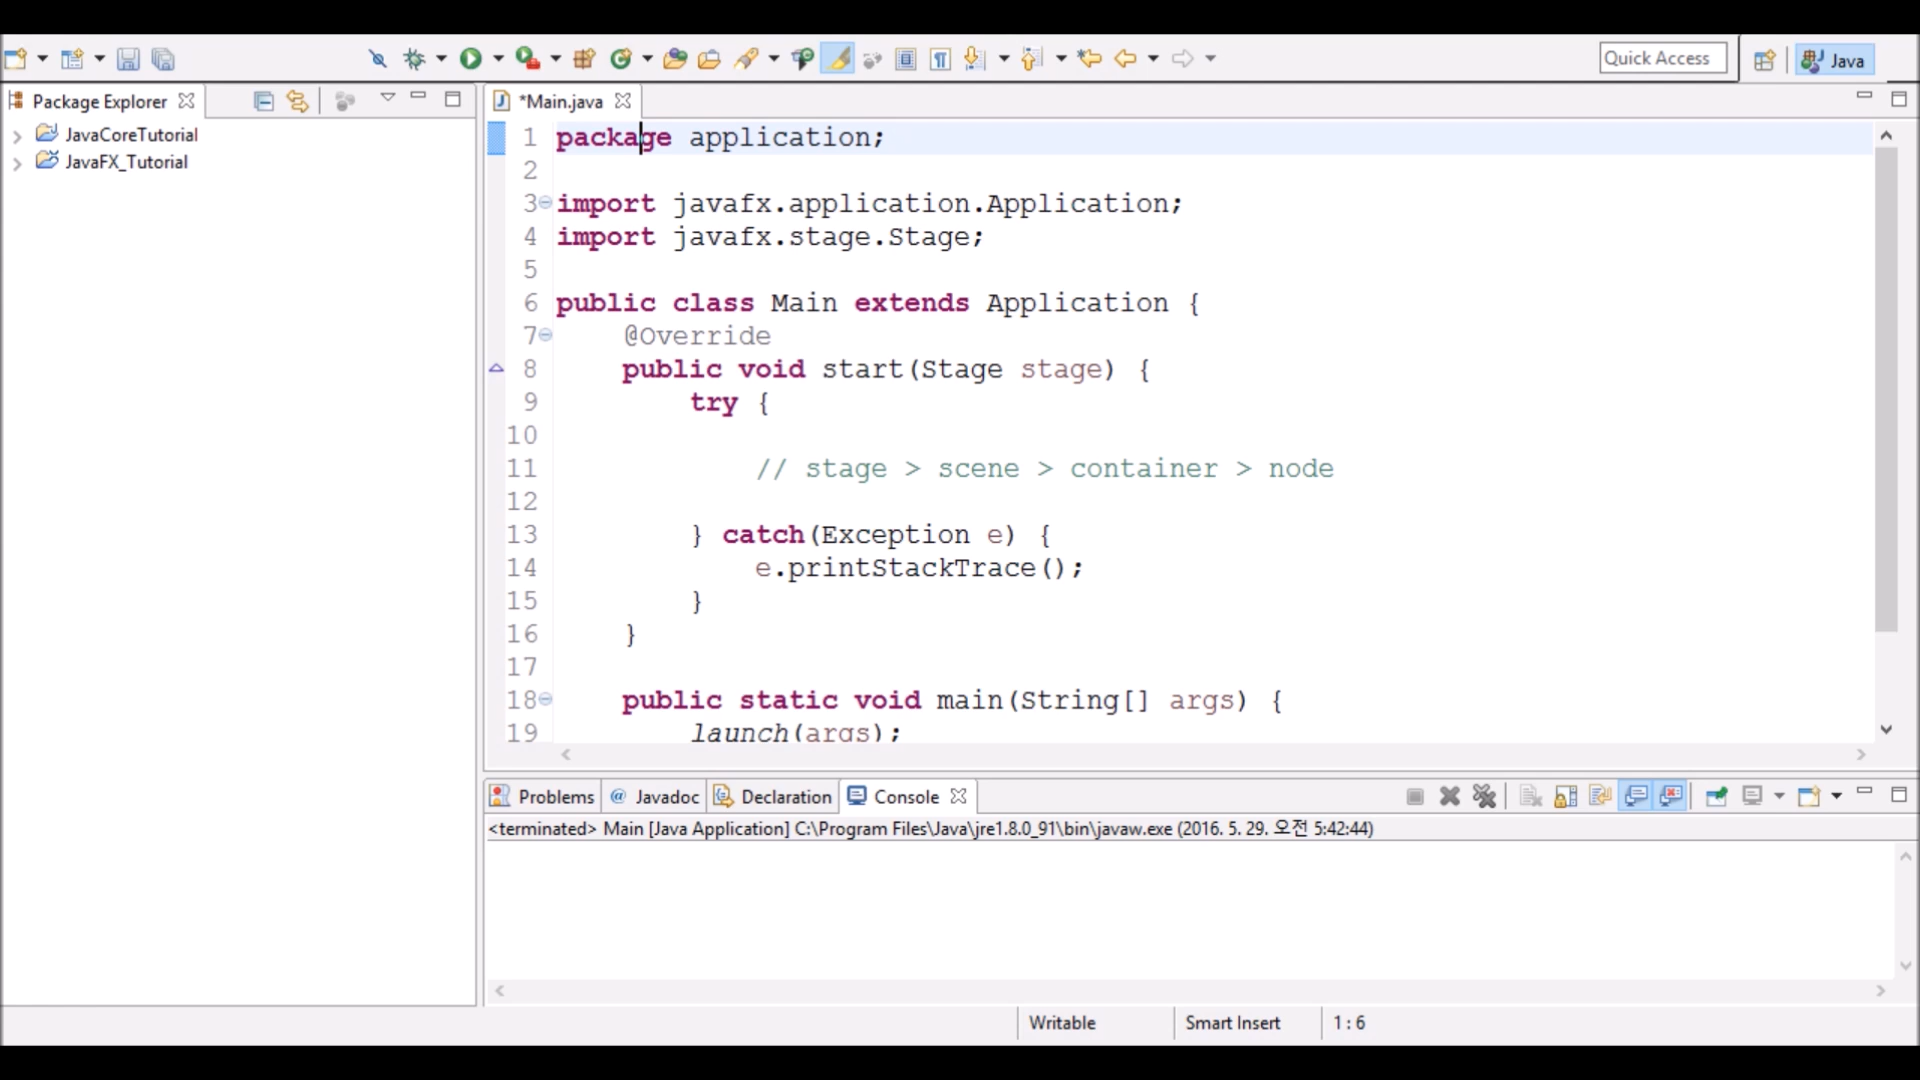 Quick Access
Java
Package Explorer
JavaCoreTutorial
JavaFX_Tutorial
*Main.java
1 package application;
2
3 import javafx.application.Application;
4 import javafx.stage.Stage;
5
6 public class Main extends Application {
7 @Override
8 public void start(Stage stage) {
9 try {
10
11 // stage > scene > container > node
12
13 } catch(Exception e) {
14 e.printStackTrace();
15 }
16 }
17
18 public static void main(String[] args) {
19 launch(args);
Problems @ Javadoc Declaration Console
<terminated> Main [Java Application] C:\Program Files\Java\jre1.8.0_91\bin\javaw.exe (2016. 5. 29. 오전 5:42:44)
Writable Smart Insert 1 : 6